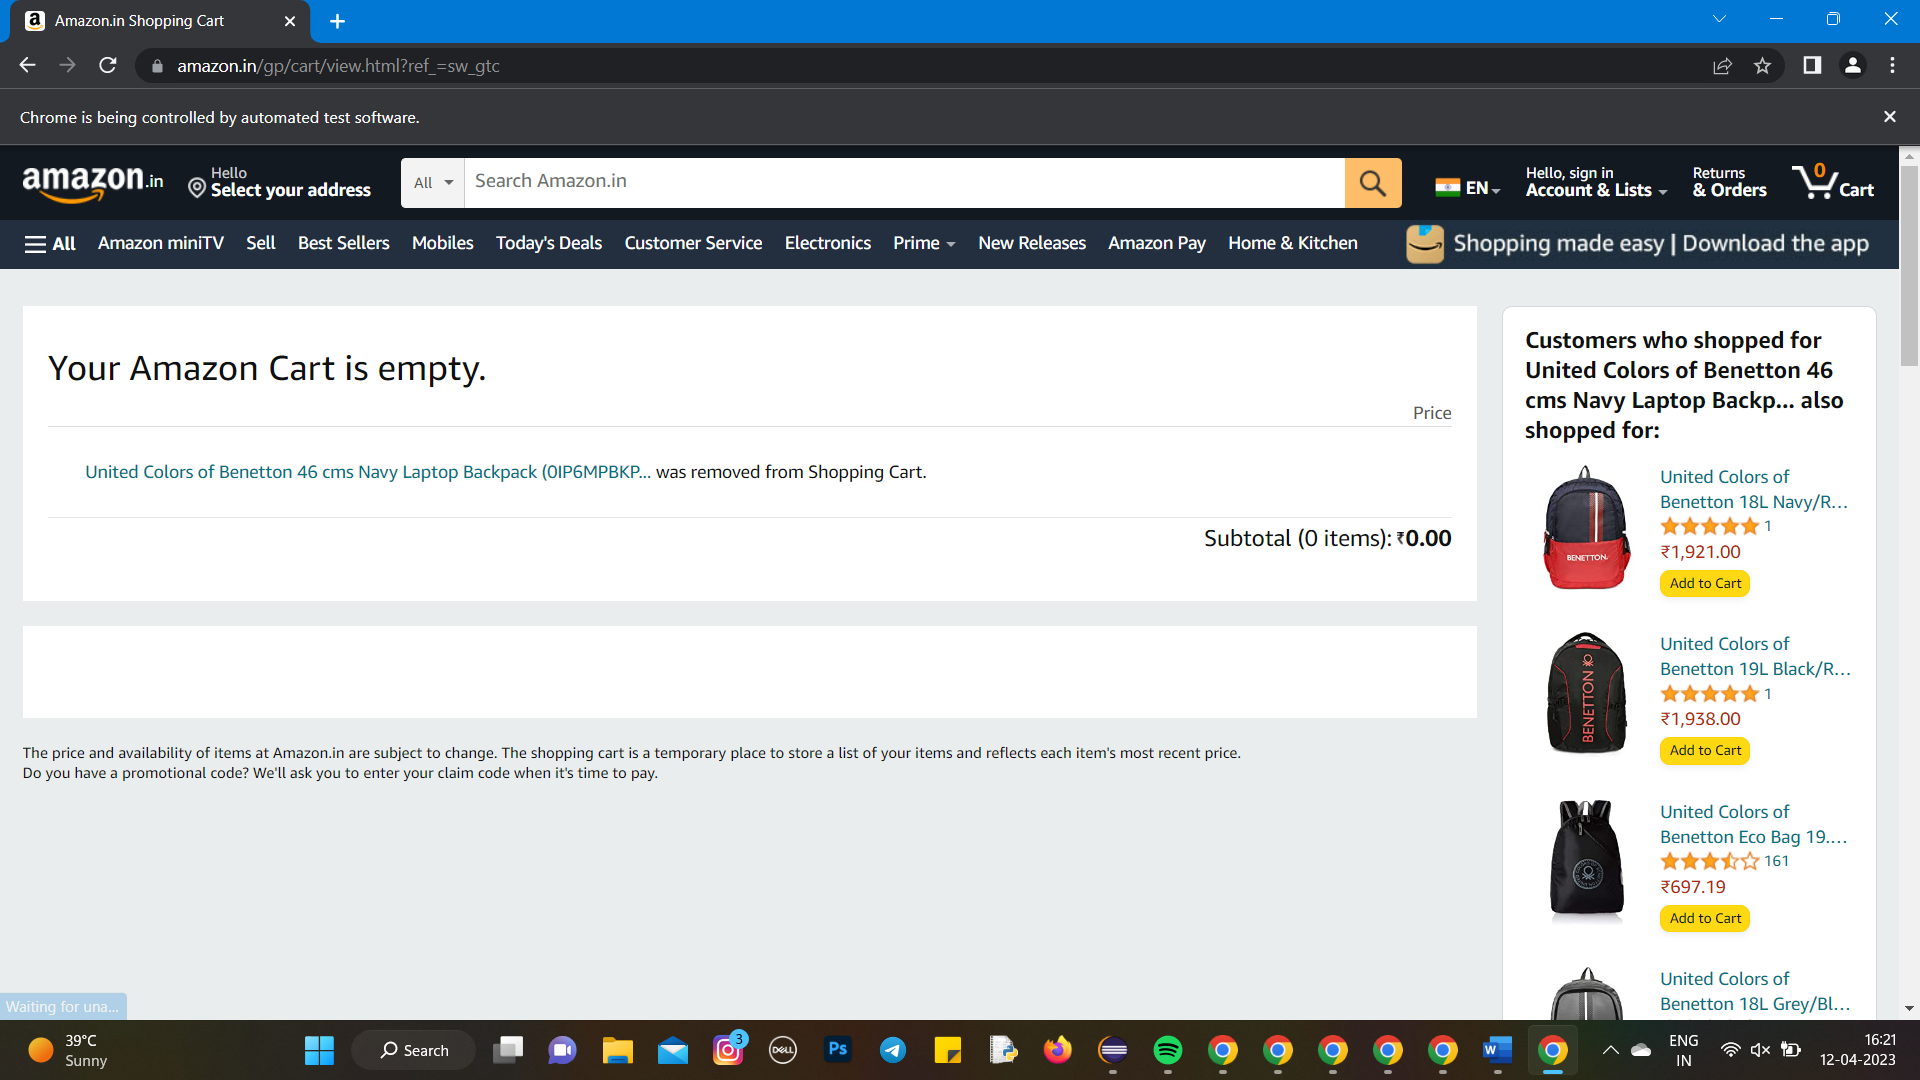 Amazon.in Shopping Cart
amazon.in/gp/cart/view.html?ref_=sw_gtc
Chrome is being controlled by automated test software.
amazon.in
Hello
Select your address
All
Search Amazon.in
EN
Hello, sign in
Account & Lists
Returns
& Orders
0
Cart
All
Amazon miniTV
Sell
Best Sellers
Mobiles
Today's Deals
Customer Service
Electronics
Prime
New Releases
Amazon Pay
Home & Kitchen
Shopping made easy | Download the app
Your Amazon Cart is empty.
Price
United Colors of Benetton 46 cms Navy Laptop Backpack (0IP6MPBKP... was removed from Shopping Cart.
Subtotal (0 items): ₹0.00
The price and availability of items at Amazon.in are subject to change. The shopping cart is a temporary place to store a list of your items and reflects each item's most recent price.
Do you have a promotional code? We'll ask you to enter your claim code when it's time to pay.
Customers who shopped for
United Colors of Benetton 46
cms Navy Laptop Backp... also
shopped for:
BENETTON
United Colors of
Benetton 18L Navy/R...
1
₹1,921.00
Add to Cart
BENETTON
United Colors of
Benetton 19L Black/R...
1
₹1,938.00
Add to Cart
United Colors of
Benetton Eco Bag 19....
161
₹697.19
Add to Cart
United Colors of
Benetton 18L Grey/Bl...
Waiting for una...
39°C
Sunny
Search
3
DELL
Ps
W
ENG
IN
16:21
12-04-2023